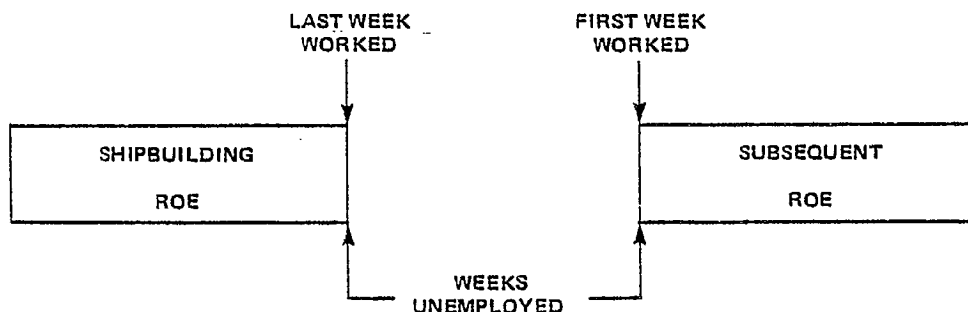 LAST WEEK
WORKED
FIRST WEEK
WORKED
SHIPBUILDING
ROE
SUBSEQUENT
ROE
WEEKS
UNEMPLOYED